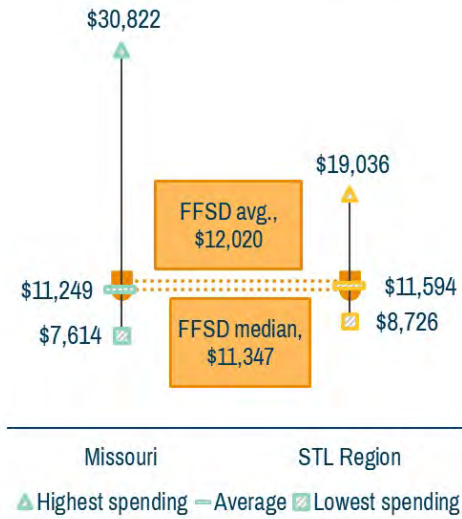 $30,822
$19,036
FFSD avg.,
$12,020
$11,249
$11,594
$7,614
FFSD median,
$11,347
$8,726
Missouri
STL Region
Highest spending
Average
Lowest spending